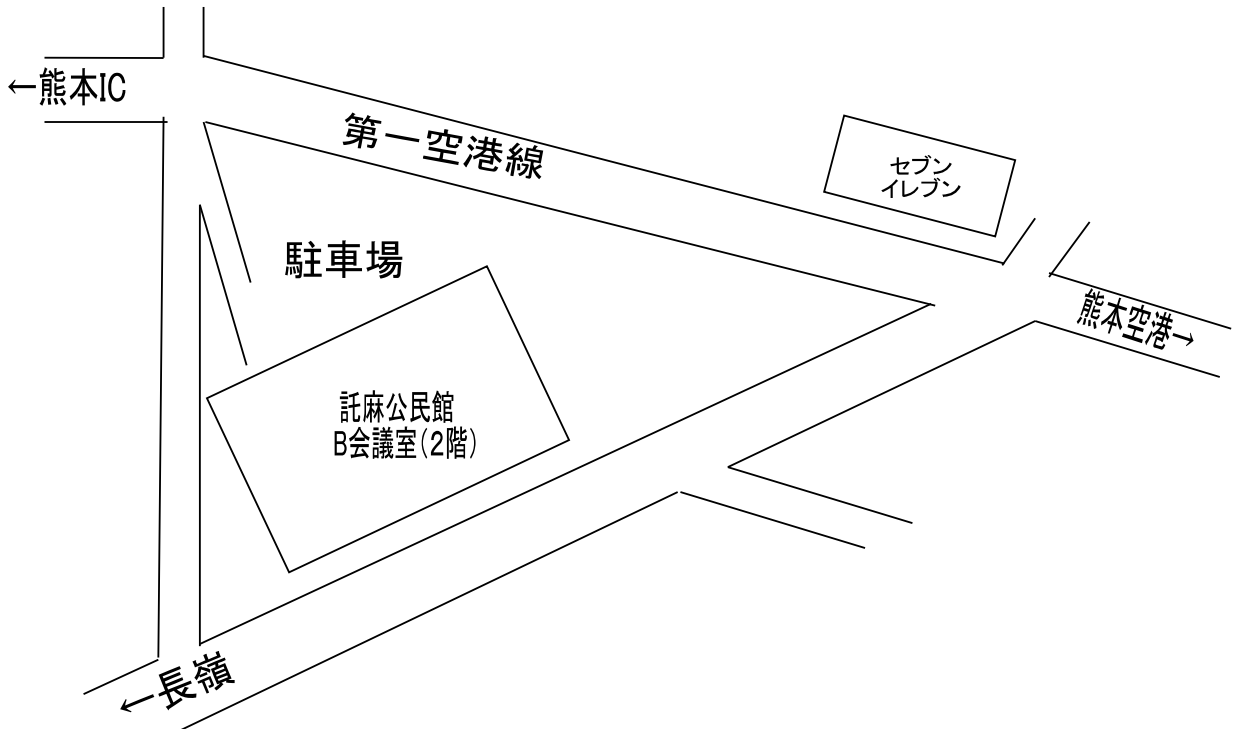 ←熊本IC
第一空港線
セブン
イレブン
駐車場
熊本空港→
託麻公民館
B会議室(2階)
←長嶺